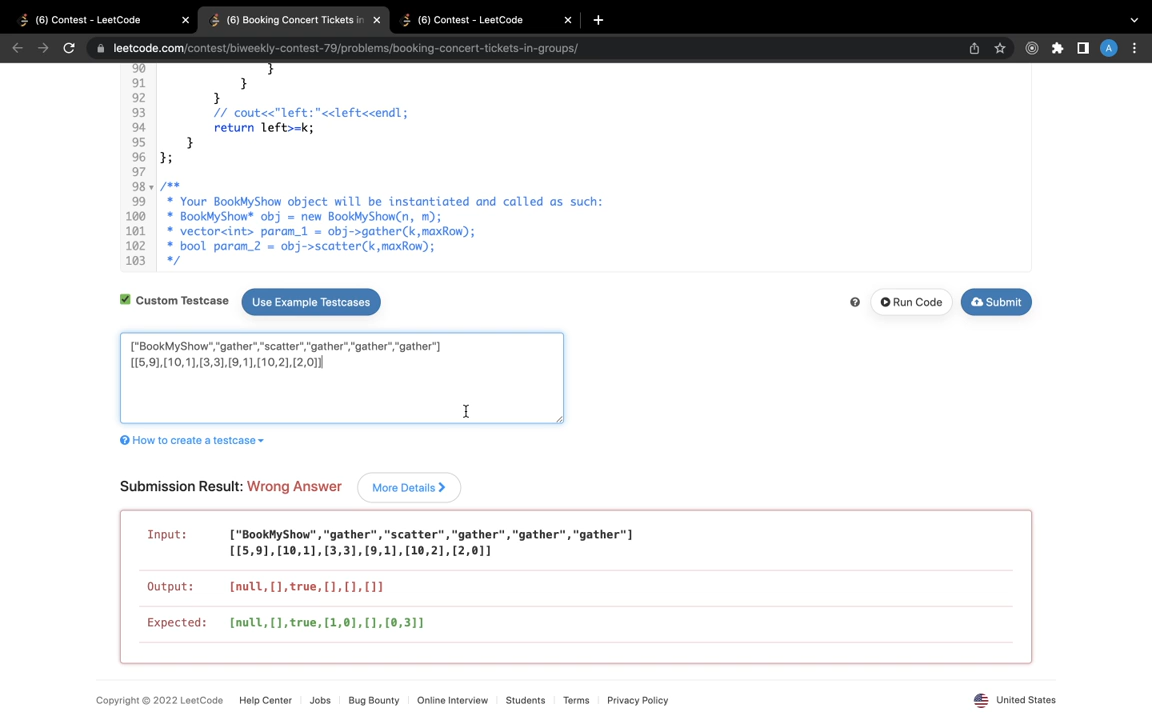 (6) Contest - LeetCode
(6) Booking Concert Tickets in
(6) Contest - LeetCode
leetcode.com/contest/biweekly-contest-79/problems/booking-concert-tickets-in-groups/
A
90 }
91 }
92 }
93 // cout<<"left:"<<left<<endl;
94 return left>=k;
95 }
96 };
97
98 /**
99 * Your BookMyShow object will be instantiated and called as such:
100 * BookMyShow* obj = new BookMyShow(n, m);
101 * vector<int> param_1 = obj->gather(k,maxRow);
102 * bool param_2 = obj->scatter(k,maxRow);
103 */
Custom Testcase
Use Example Testcases
? Run Code Submit
["BookMyShow","gather","scatter","gather","gather","gather"]
[[5,9],[10,1],[3,3],[9,1],[10,2],[2,0]]
? How to create a testcase
Submission Result: Wrong Answer More Details
Input: ["BookMyShow","gather","scatter","gather","gather","gather"]
[[5,9],[10,1],[3,3],[9,1],[10,2],[2,0]]
Output: [null,[],true,[],[],[]]
Expected: [null,[],true,[1,0],[],[0,3]]
Copyright © 2022 LeetCode Help Center Jobs Bug Bounty Online Interview Students Terms Privacy Policy United States